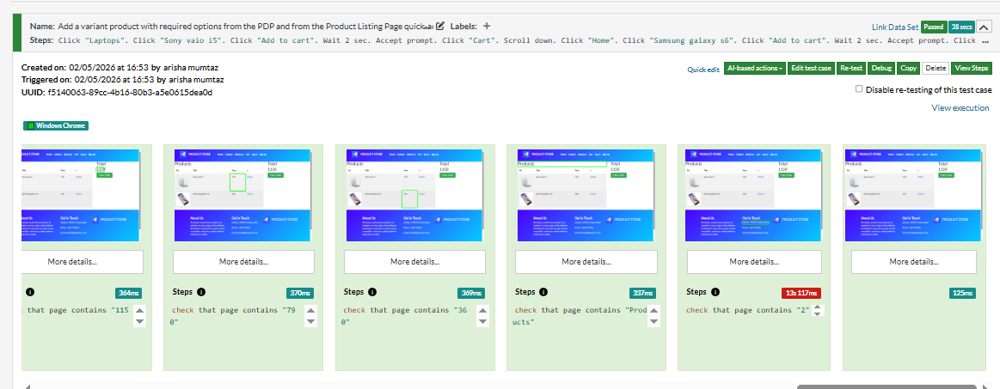 Name: Add a variant product with required options from the PDP and from the Product Listing Page quick-a Labels: +
Link Data Set Passed 38 secs
Steps: Click "Laptops". Click "Sony vaio i5". Click "Add to cart". Wait 2 sec. Accept prompt. Click "Cart". Scroll down. Click "Home". Click "Samsung galaxy s6". Click "Add to cart". Wait 2 sec. Accept prompt. Click ...
Created on: 02/05/2026 at 16:53 by arisha mumtaz
Triggered on: 02/05/2026 at 16:53 by arisha mumtaz
UUID: f5140063-89cc-4b16-80b3-a5e0615dea0d
Quick edit AI-based actions Edit test case Re-test Debug Copy Delete View Steps
Disable re-testing of this test case
View execution
Windows Chrome
PRODUCT STORE PRODUCT STORE PRODUCT STORE PRODUCT STORE PRODUCT STORE PRODUCT STORE
Total Products Total Products Total Products Total Products Total Products Total
1150 1150 1150 1150 1150 1150
About Us Get in Touch PRODUCT STORE About Us Get in Touch PRODUCT STORE About Us Get in Touch PRODUCT STORE About Us Get in Touch PRODUCT STORE About Us Get in Touch PRODUCT STORE About Us Get in Touch PRODUCT STORE
More details... More details... More details... More details... More details... More details...
364ms Steps 370ms Steps 369ms Steps 337ms Steps 13s 117ms 125ms
that page contains "115
check that page contains "79
0"
check that page contains "36
0"
check that page contains "Prod
ucts"
check that page contains "2"